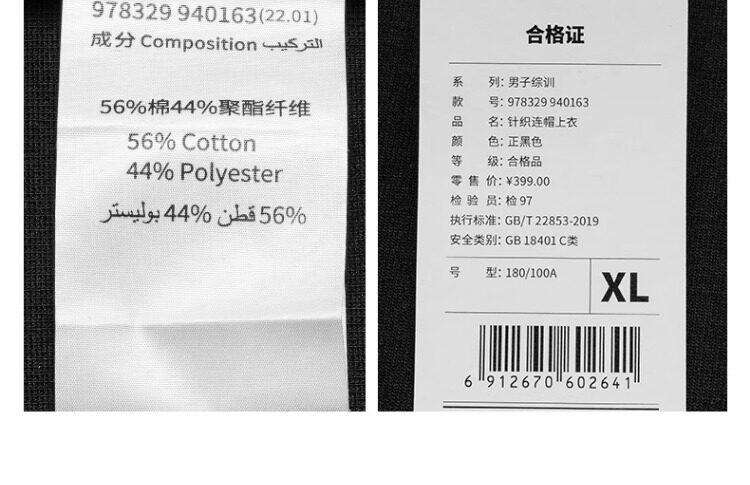 978329 940163(22.01)
成分 Composition التركيب
56%棉44%聚酯纤维
56% Cotton
44% Polyester
56% قطن 44% بوليستر
合格证
系 列: 男子综训
款 号: 978329 940163
品 名: 针织连帽上衣
颜 色: 正黑色
等 级: 合格品
零 售 价: ¥399.00
检 验 员: 检 97
执行标准: GB/T 22853-2019
安全类别: GB 18401 C类
号 型: 180/100A
XL
6 912670 602641